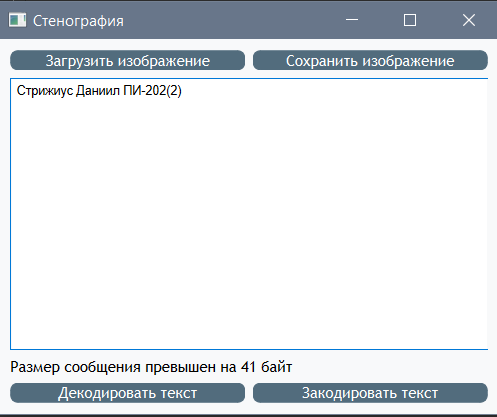 Стенография
Загрузить изображение Сохранить изображение
Стрижиус Даниил ПИ-202(2)
Размер сообщения превышен на 41 байт
Декодировать текст Закодировать текст